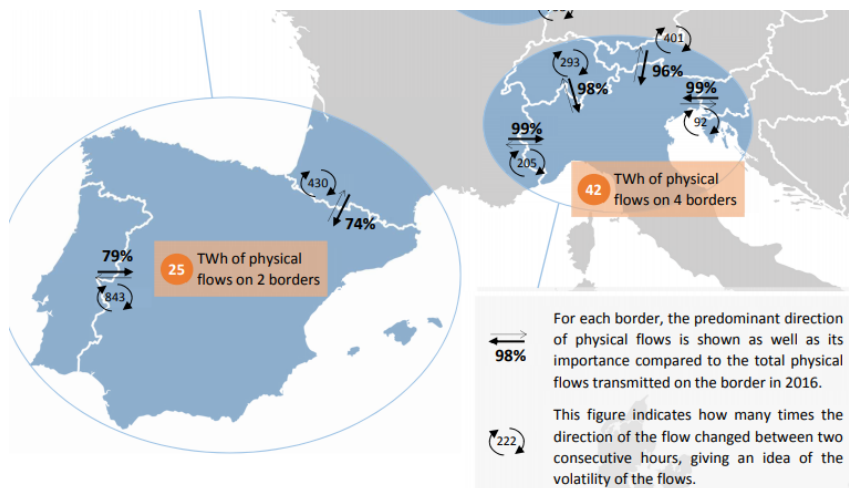 401
293
96%
98%
99%
92
99%
205
42
TWh of physical
flows on 4 borders
430
74%
79%
843
25
TWh of physical
flows on 2 borders
98%
For each border, the predominant direction
of physical flows is shown as well as its
importance compared to the total physical
flows transmitted on the border in 2016.
222
This figure indicates how many times the
direction of the flow changed between two
consecutive hours, giving an idea of the
volatility of the flows.